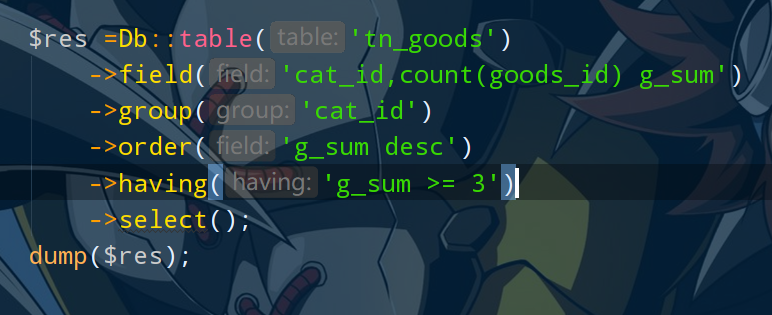 $res =Db::table( table: 'tn_goods')
->field( field: 'cat_id,count(goods_id) g_sum')
->group( group: 'cat_id')
->order( field: 'g_sum desc')
->having( having: 'g_sum >= 3')
->select();
dump($res);